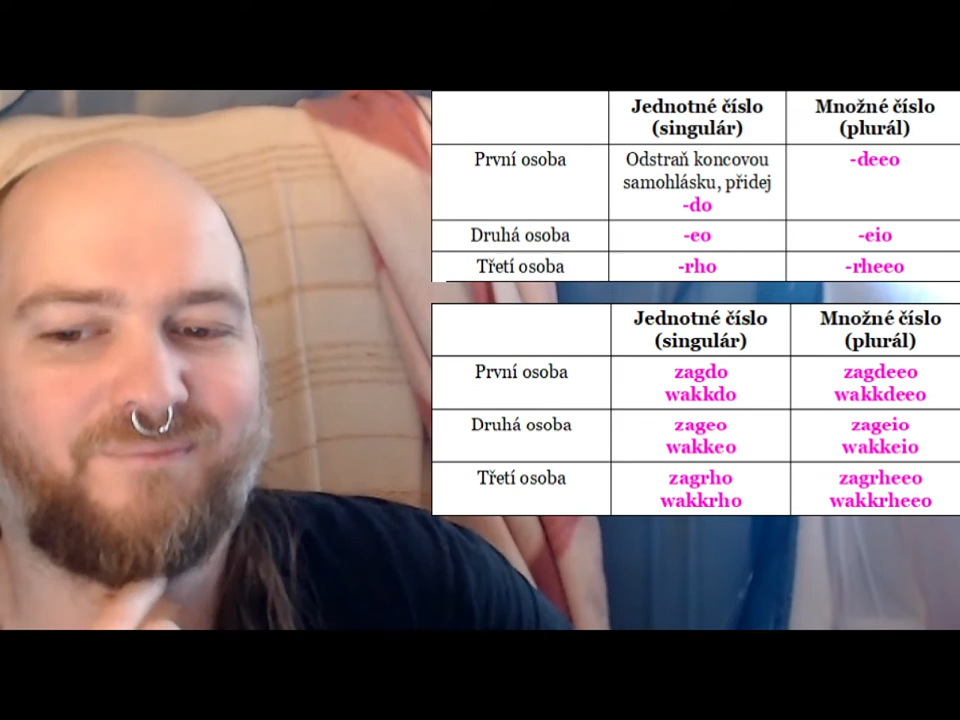 Jednotné číslo Množné číslo
(singulár) (plurál)
První osoba Odstraň koncovou -deeo
samohlásku, přidej
-do
Druhá osoba -eo -eio
Třetí osoba -rho -rheeo
Jednotné číslo Množné číslo
(singulár) (plurál)
První osoba zagdo zagdeeo
wakkdo wakkdeeo
Druhá osoba zageo zageio
wakkeo wakkeio
Třetí osoba zagrho zagrheeo
wakkrho wakkrheeo